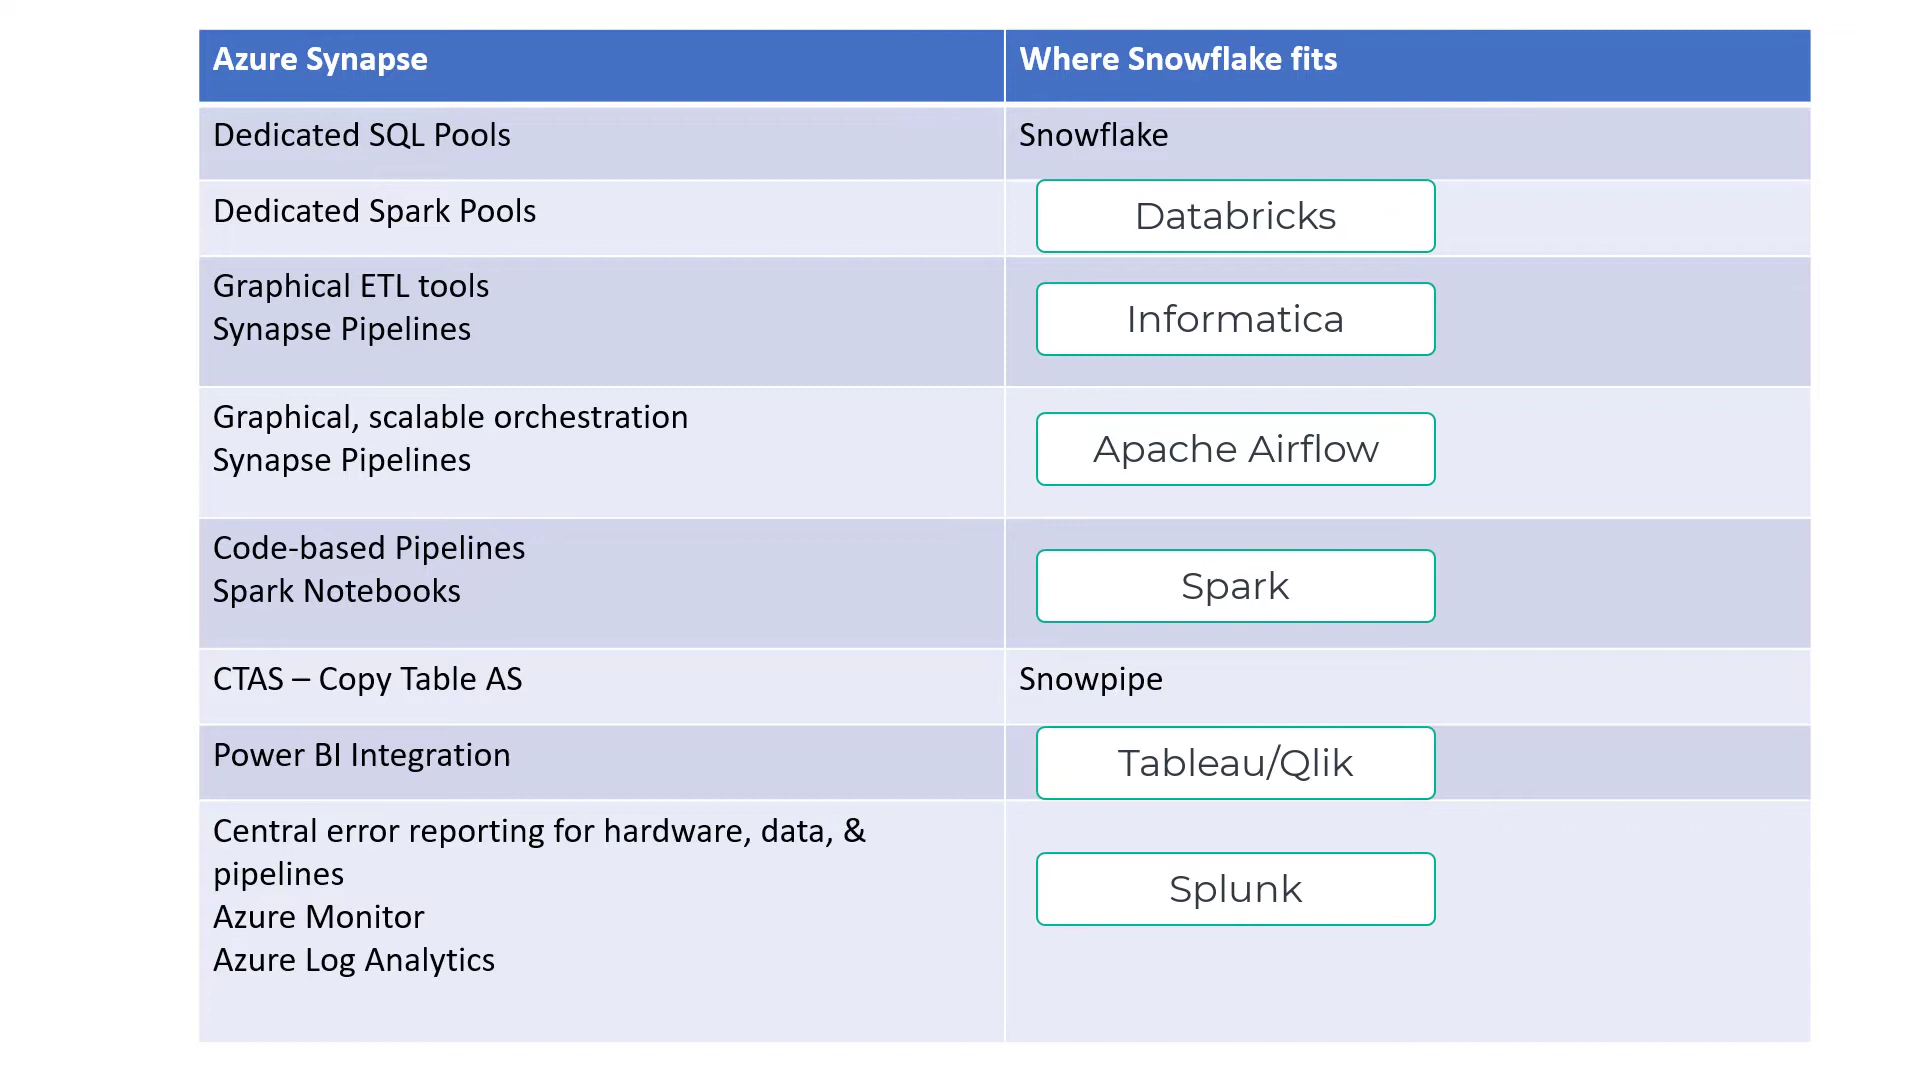 Azure Synapse
Where Snowflake fits
Dedicated SQL Pools
Snowflake
Dedicated Spark Pools
Databricks
Graphical ETL tools
Synapse Pipelines
Informatica
Graphical, scalable orchestration
Synapse Pipelines
Apache Airflow
Code-based Pipelines
Spark Notebooks
Spark
CTAS – Copy Table AS
Snowpipe
Power BI Integration
Tableau/Qlik
Central error reporting for hardware, data, &
pipelines
Azure Monitor
Azure Log Analytics
Splunk